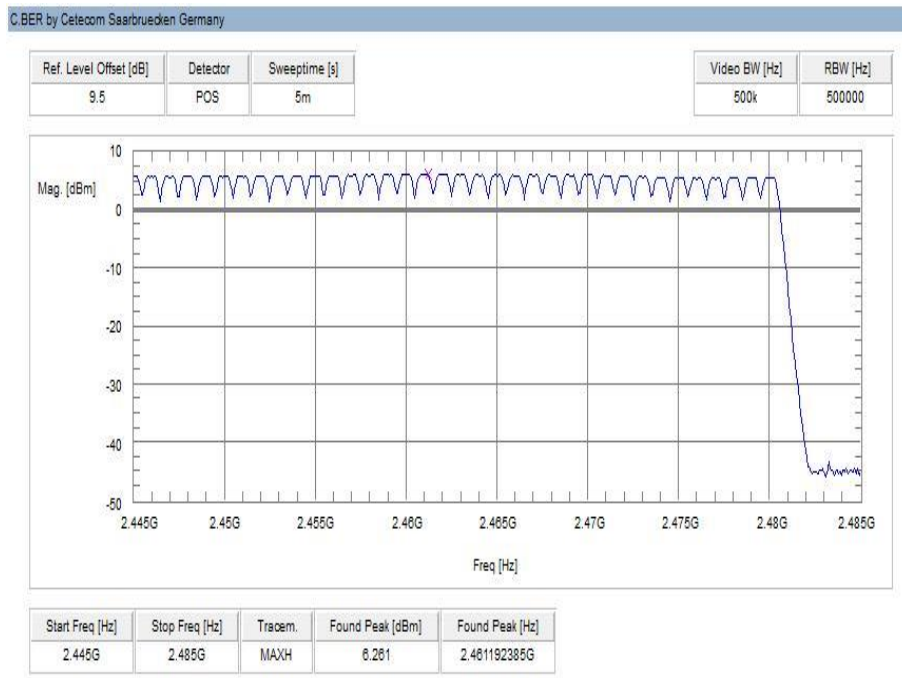 C.BER by Cetecom Saarbruecken Germany
Ref. Level Offset [dB] Detector Sweeptime [s] Video BW [Hz] RBW [Hz]
9.5 POS 5m 500k 500000
Mag. [dBm]
10
0
-10
-20
-30
-40
-50
2.445G 2.45G 2.455G 2.46G 2.465G 2.47G 2.475G 2.48G 2.485G
Freq [Hz]
Start Freq [Hz] Stop Freq [Hz] Tracem. Found Peak [dBm] Found Peak [Hz]
2.445G 2.485G MAXH 6.261 2.461192385G